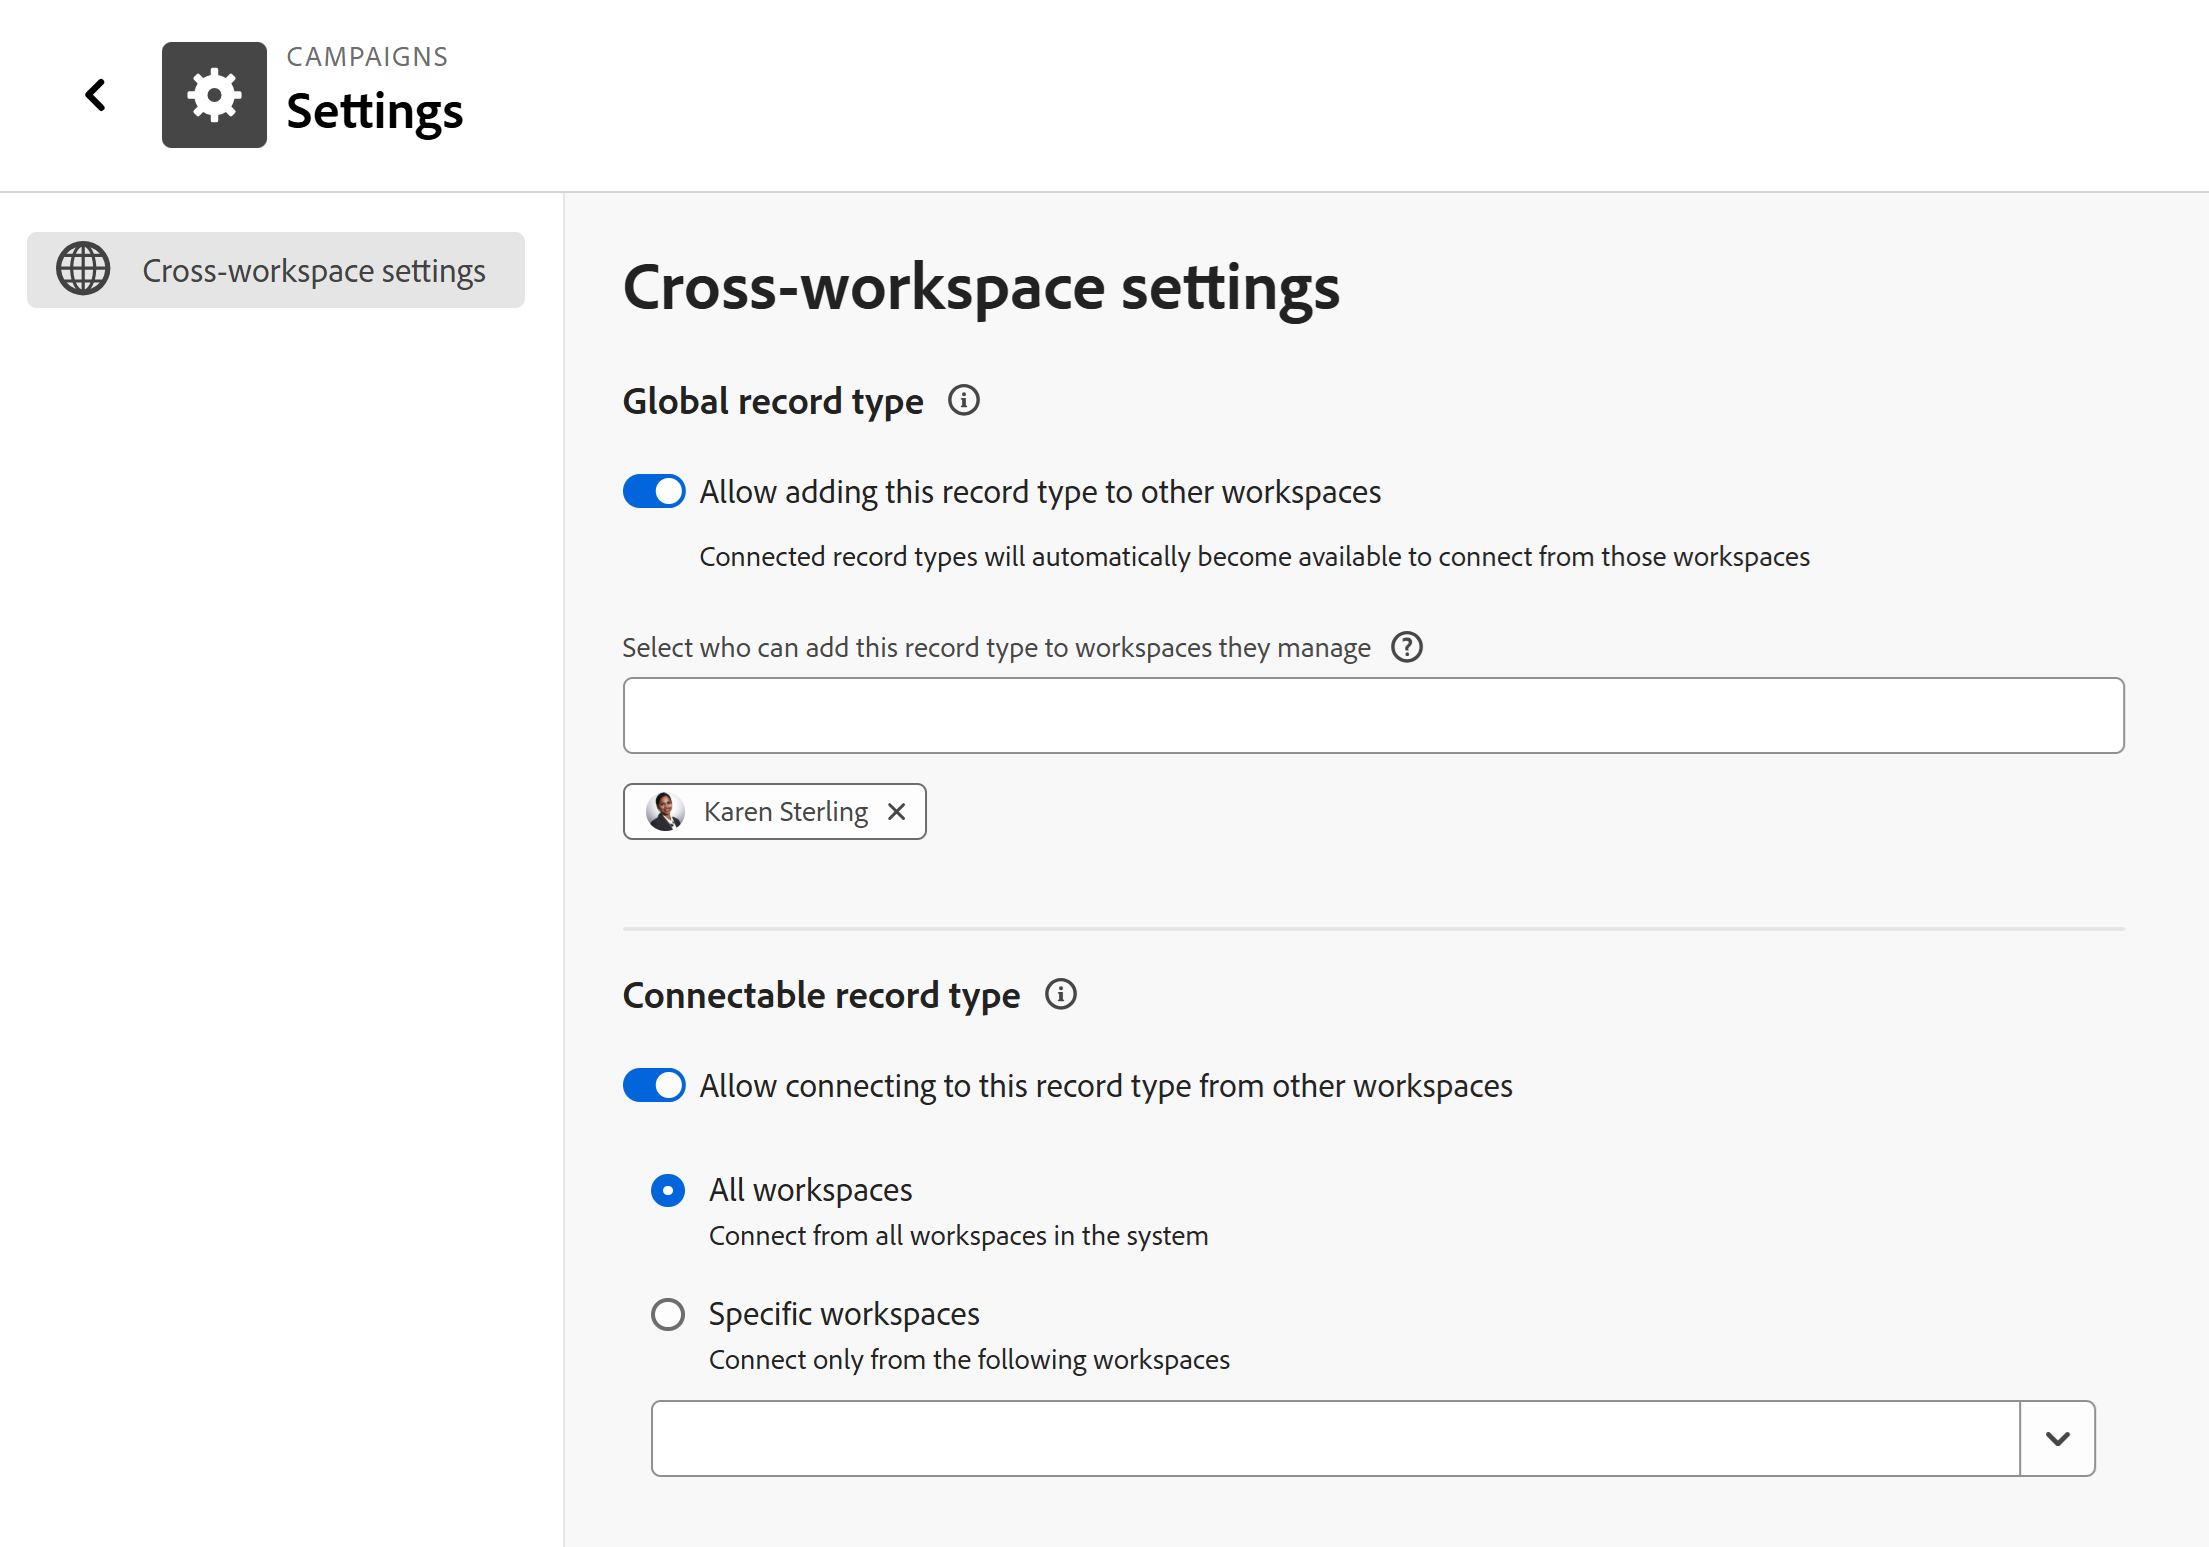 CAMPAIGNS
Settings
Cross-workspace settings
Cross-workspace settings
Global record type
Allow adding this record type to other workspaces
Connected record types will automatically become available to connect from those workspaces
Select who can add this record type to workspaces they manage
Karen Sterling
Connectable record type
Allow connecting to this record type from other workspaces
All workspaces
Connect from all workspaces in the system
Specific workspaces
Connect only from the following workspaces